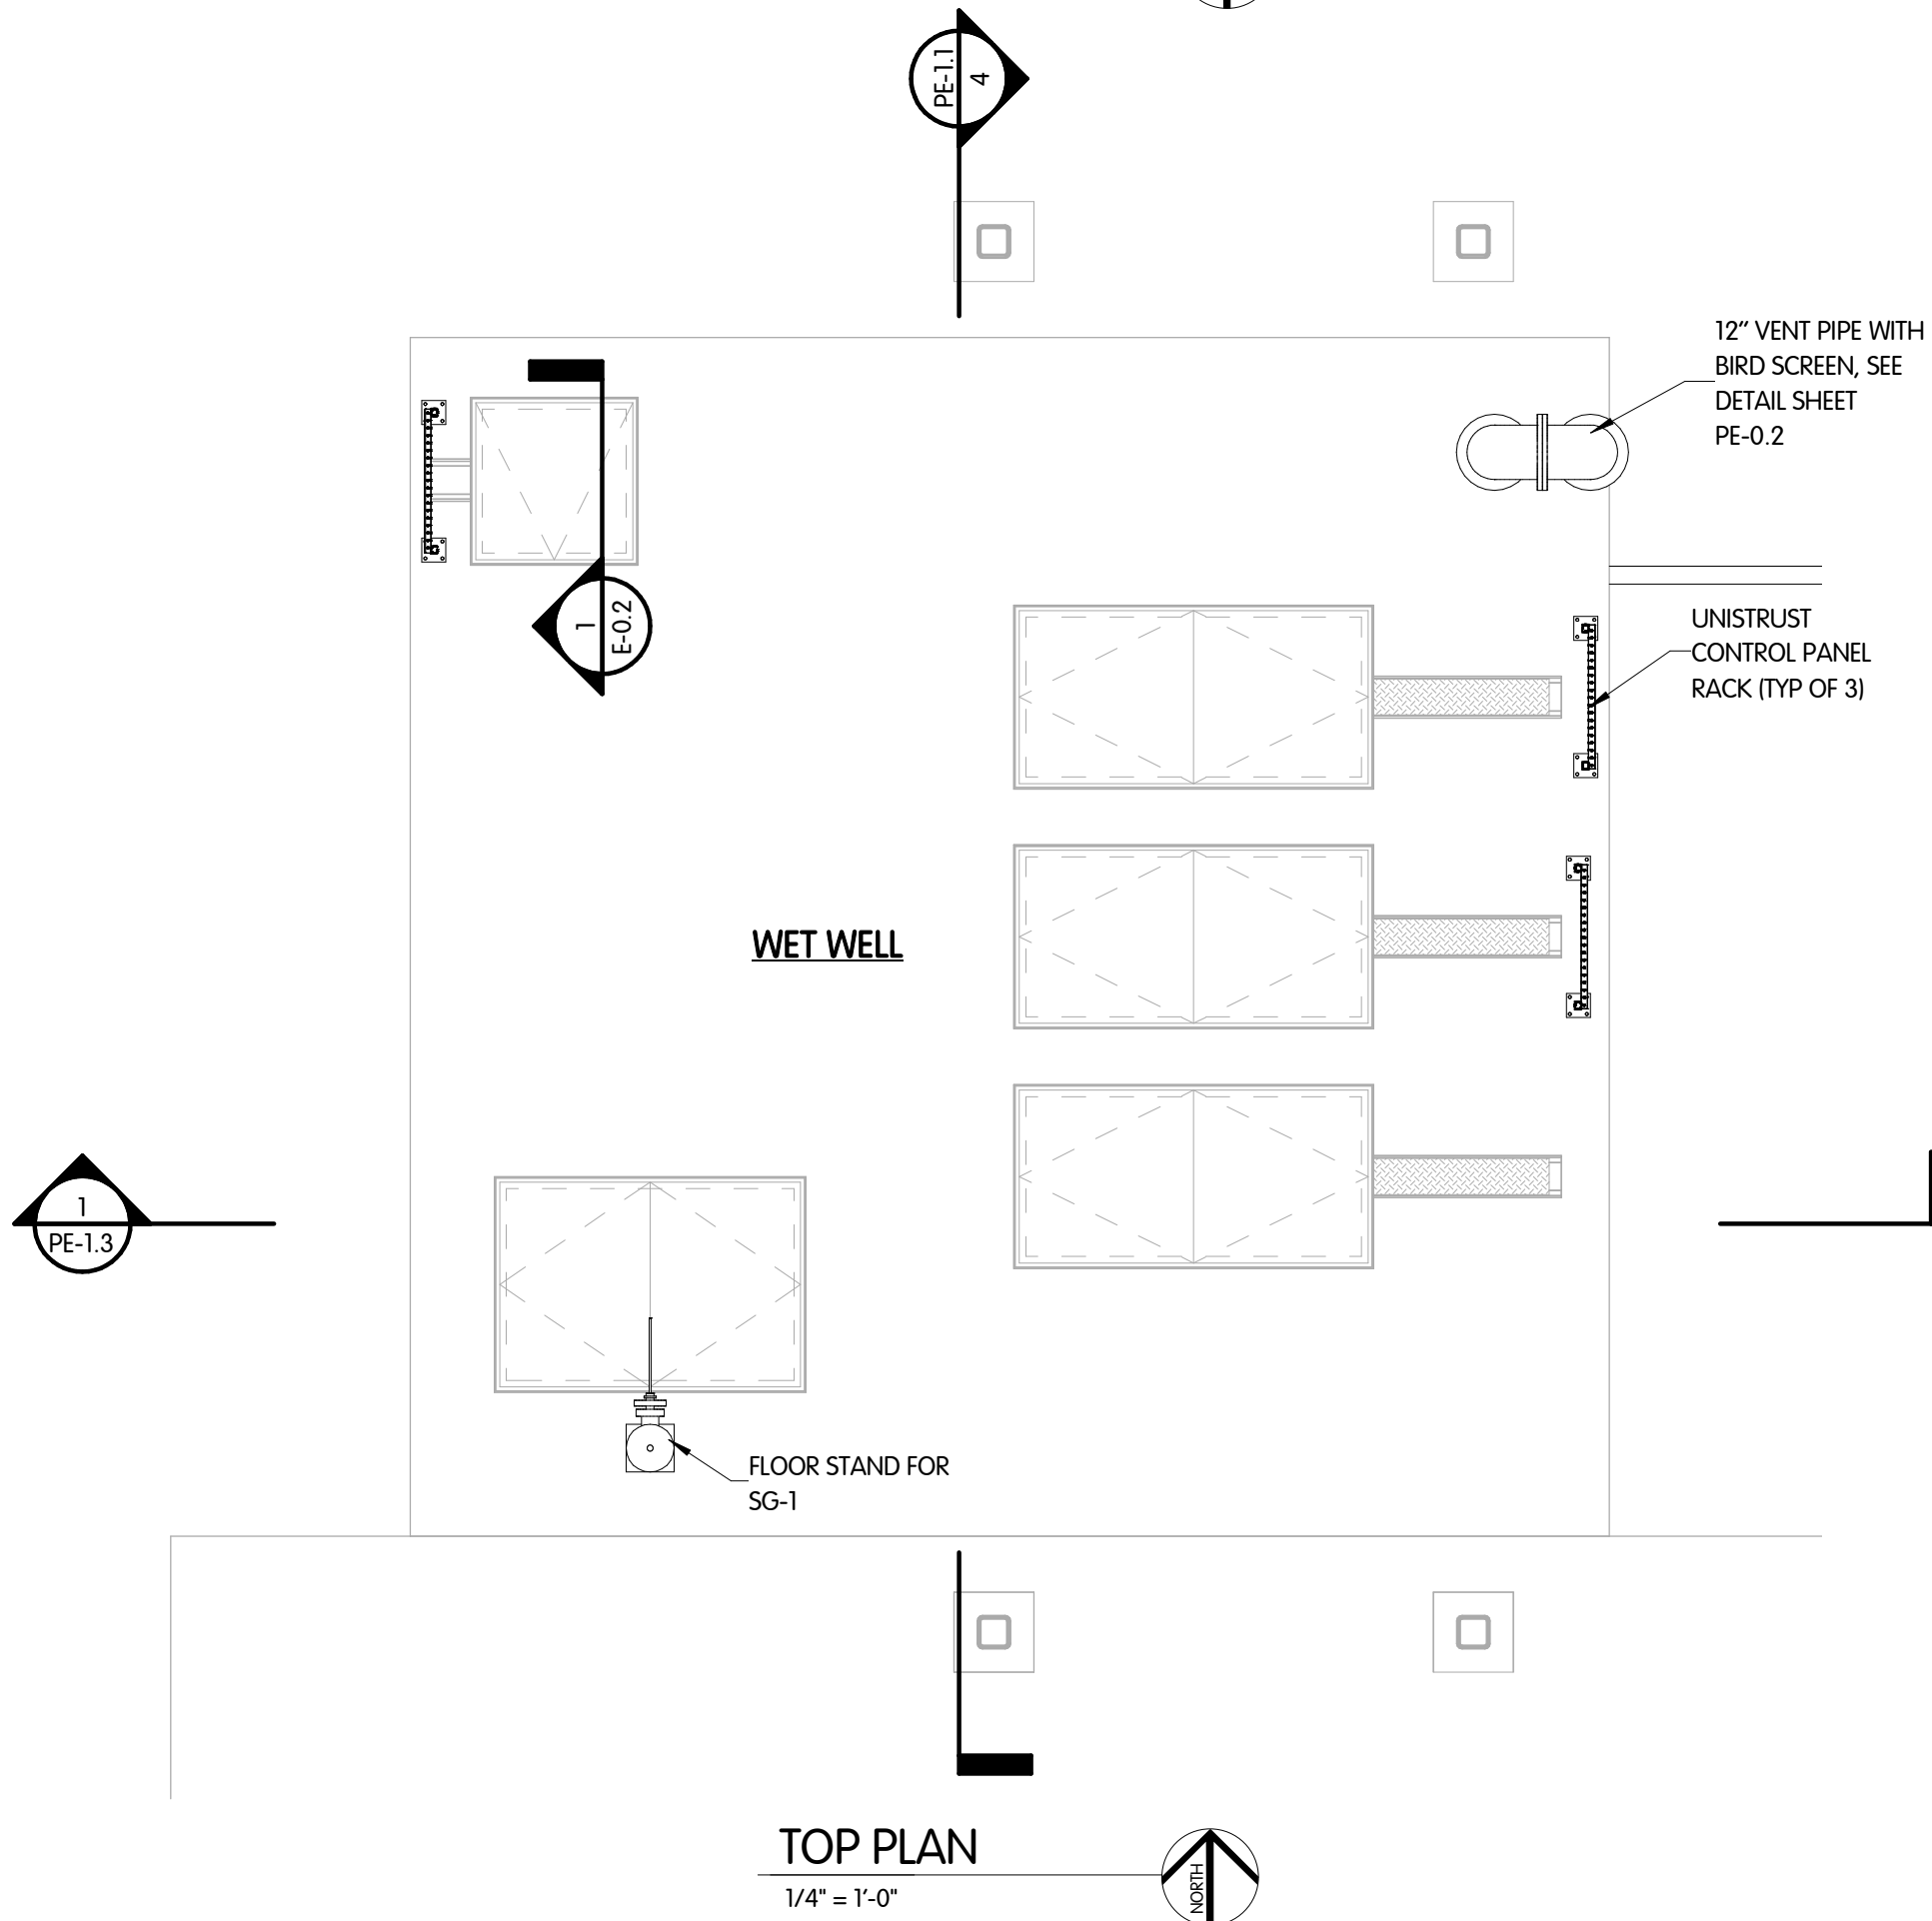 PE-1.1
4
12" VENT PIPE WITH
BIRD SCREEN, SEE
DETAIL SHEET
PE-0.2
1
E-0.2
UNISTRUST
CONTROL PANEL
RACK (TYP OF 3)
WET WELL
1
PE-1.3
FLOOR STAND FOR
SG-1
TOP PLAN
1/4" = 1'-0"
NORTH